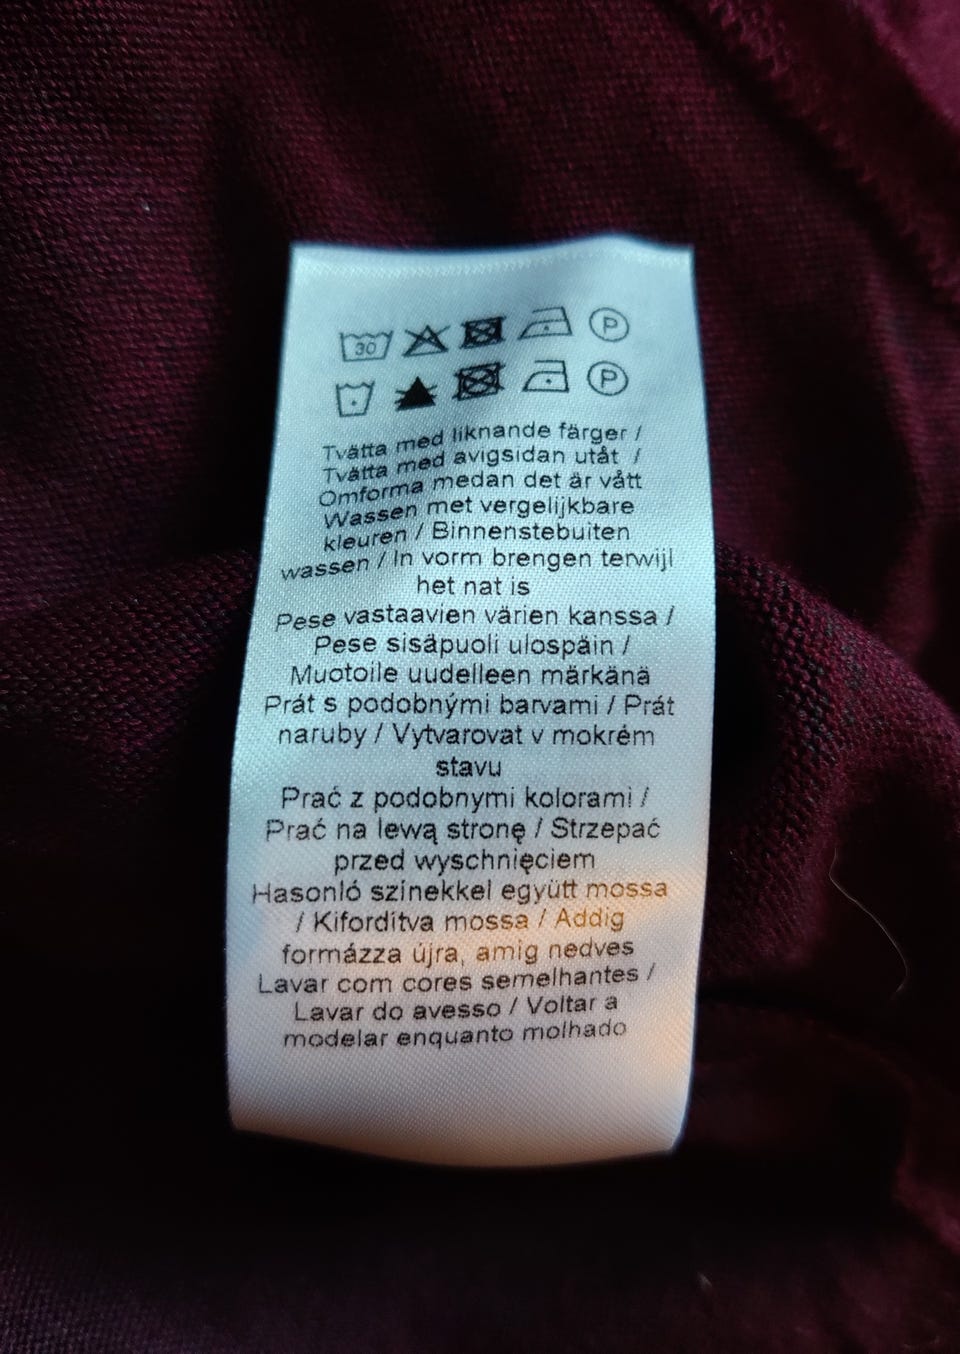 30 P
P
Tvätta med liknande färger /
Tvätta med avigsidan utåt /
Omforma medan det är vått
Wassen met vergelijkbare
kleuren / Binnenstebuiten
wassen / In vorm brengen terwijl
het nat is
Pese vastaavien värien kanssa /
Pese sisäpuoli ulospäin /
Muotoile uudelleen märkänä
Prát s podobnými barvami / Prát
naruby / Vytvarovat v mokrém
stavu
Prać z podobnymi kolorami /
Prać na lewą stronę / Strzepać
przed wyschnięciem
Hasonló színekkel együtt mossa
/ Kifordítva mossa / Addig
formázza újra, amig nedves
Lavar com cores semelhantes /
Lavar do avesso / Voltar a
modelar enquanto molhado